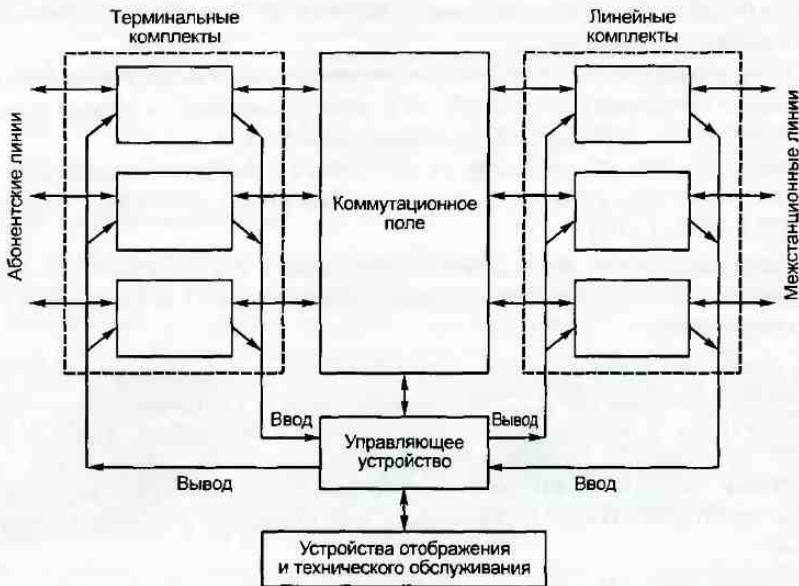 Терминальные
комплекты
Линейные
комплекты
Абонентские линии
Коммутационное
поле
Межстанционные линии
Ввод
Вывод
Управляющее
устройство
Вывод
Ввод
Устройства отображения
и технического обслуживания